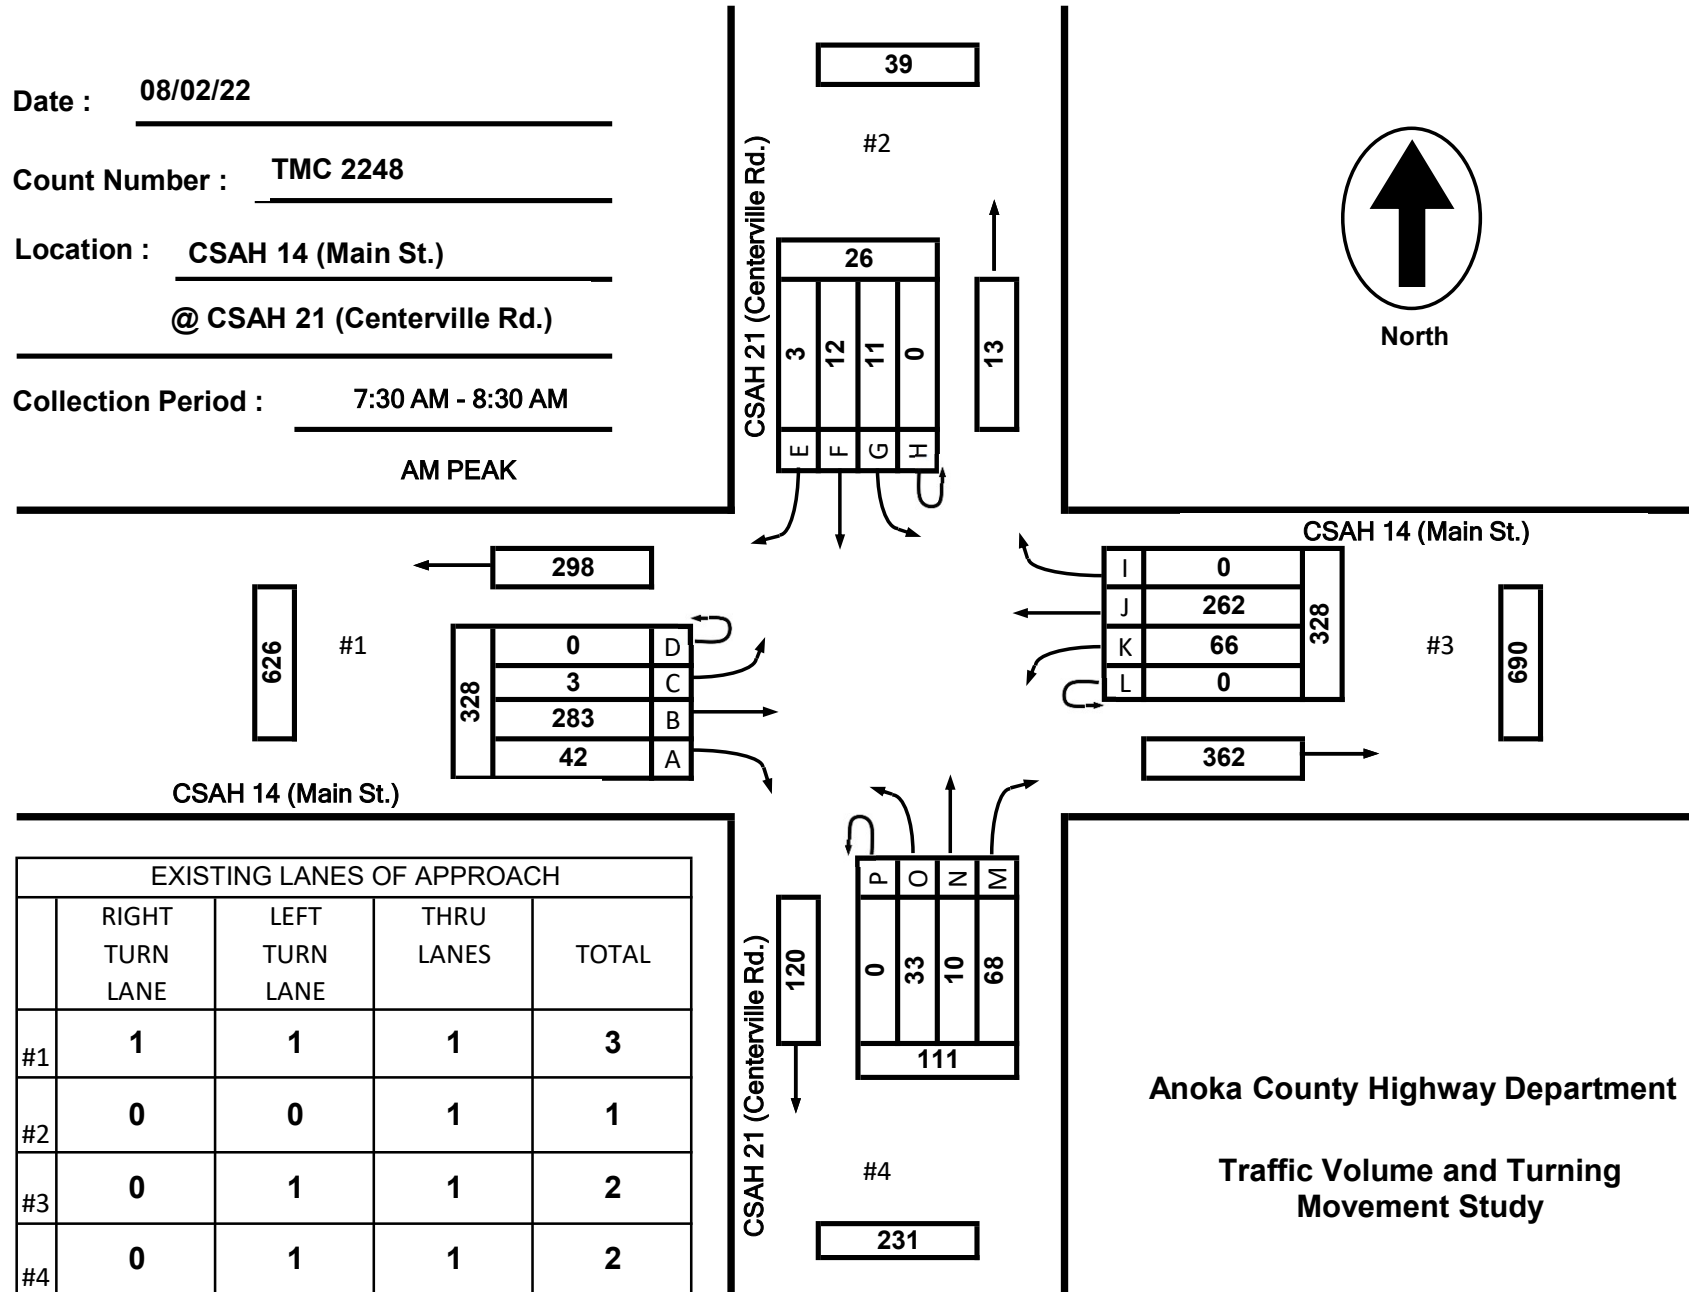 Date : 08/02/22
Count Number : TMC 2248
Location : CSAH 14 (Main St.)
@ CSAH 21 (Centerville Rd.)
Collection Period : 7:30 AM - 8:30 AM
AM PEAK
39
#2
CSAH 21 (Centerville Rd.)
26
3 12 11 0
E F G H
13
North
298
626
#1
328
0 D
3 C
283 B
42 A
CSAH 14 (Main St.)
CSAH 14 (Main St.)
I 0
J 262
K 66
L 0
328
#3
690
362
P O N M
0 33 10 68
111
120
CSAH 21 (Centerville Rd.)
#4
231
EXISTING LANES OF APPROACH
RIGHT TURN LANE
LEFT TURN LANE
THRU LANES
TOTAL
#1 1 1 1 3
#2 0 0 1 1
#3 0 1 1 2
#4 0 1 1 2
Anoka County Highway Department
Traffic Volume and Turning
Movement Study